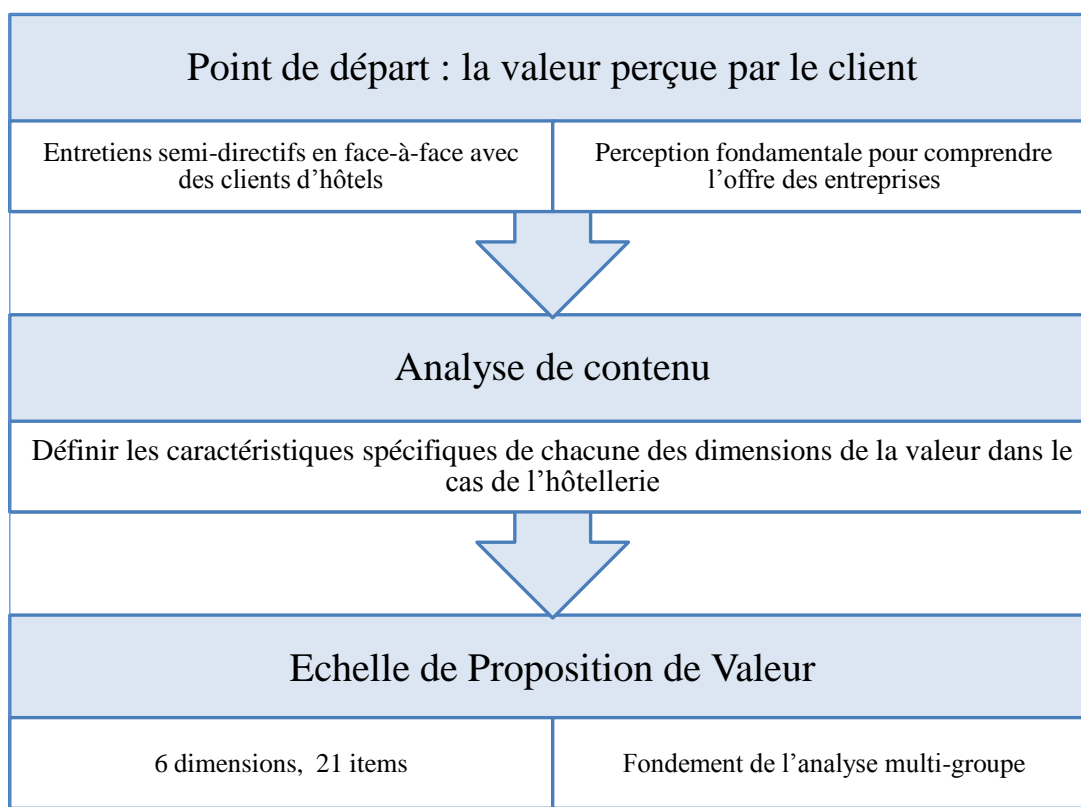 Point de départ : la valeur perçue par le client
Entretiens semi-directifs en face-à-face avec
des clients d’hôtels
Perception fondamentale pour comprendre
l’offre des entreprises
Analyse de contenu
Définir les caractéristiques spécifiques de chacune des dimensions de la valeur dans le
cas de l’hôtellerie
Echelle de Proposition de Valeur
6 dimensions, 21 items
Fondement de l’analyse multi-groupe